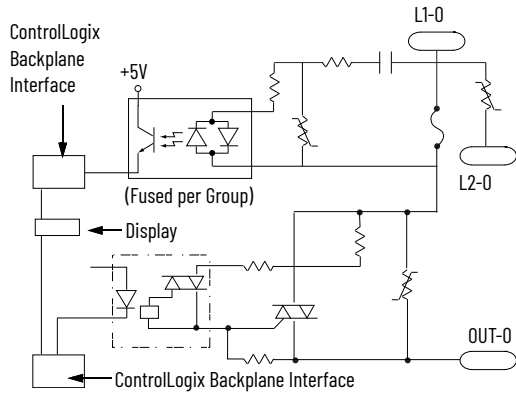 ControlLogix
Backplane
Interface
L1-0
+5V
L2-0
(Fused per Group)
Display
OUT-0
ControlLogix Backplane Interface